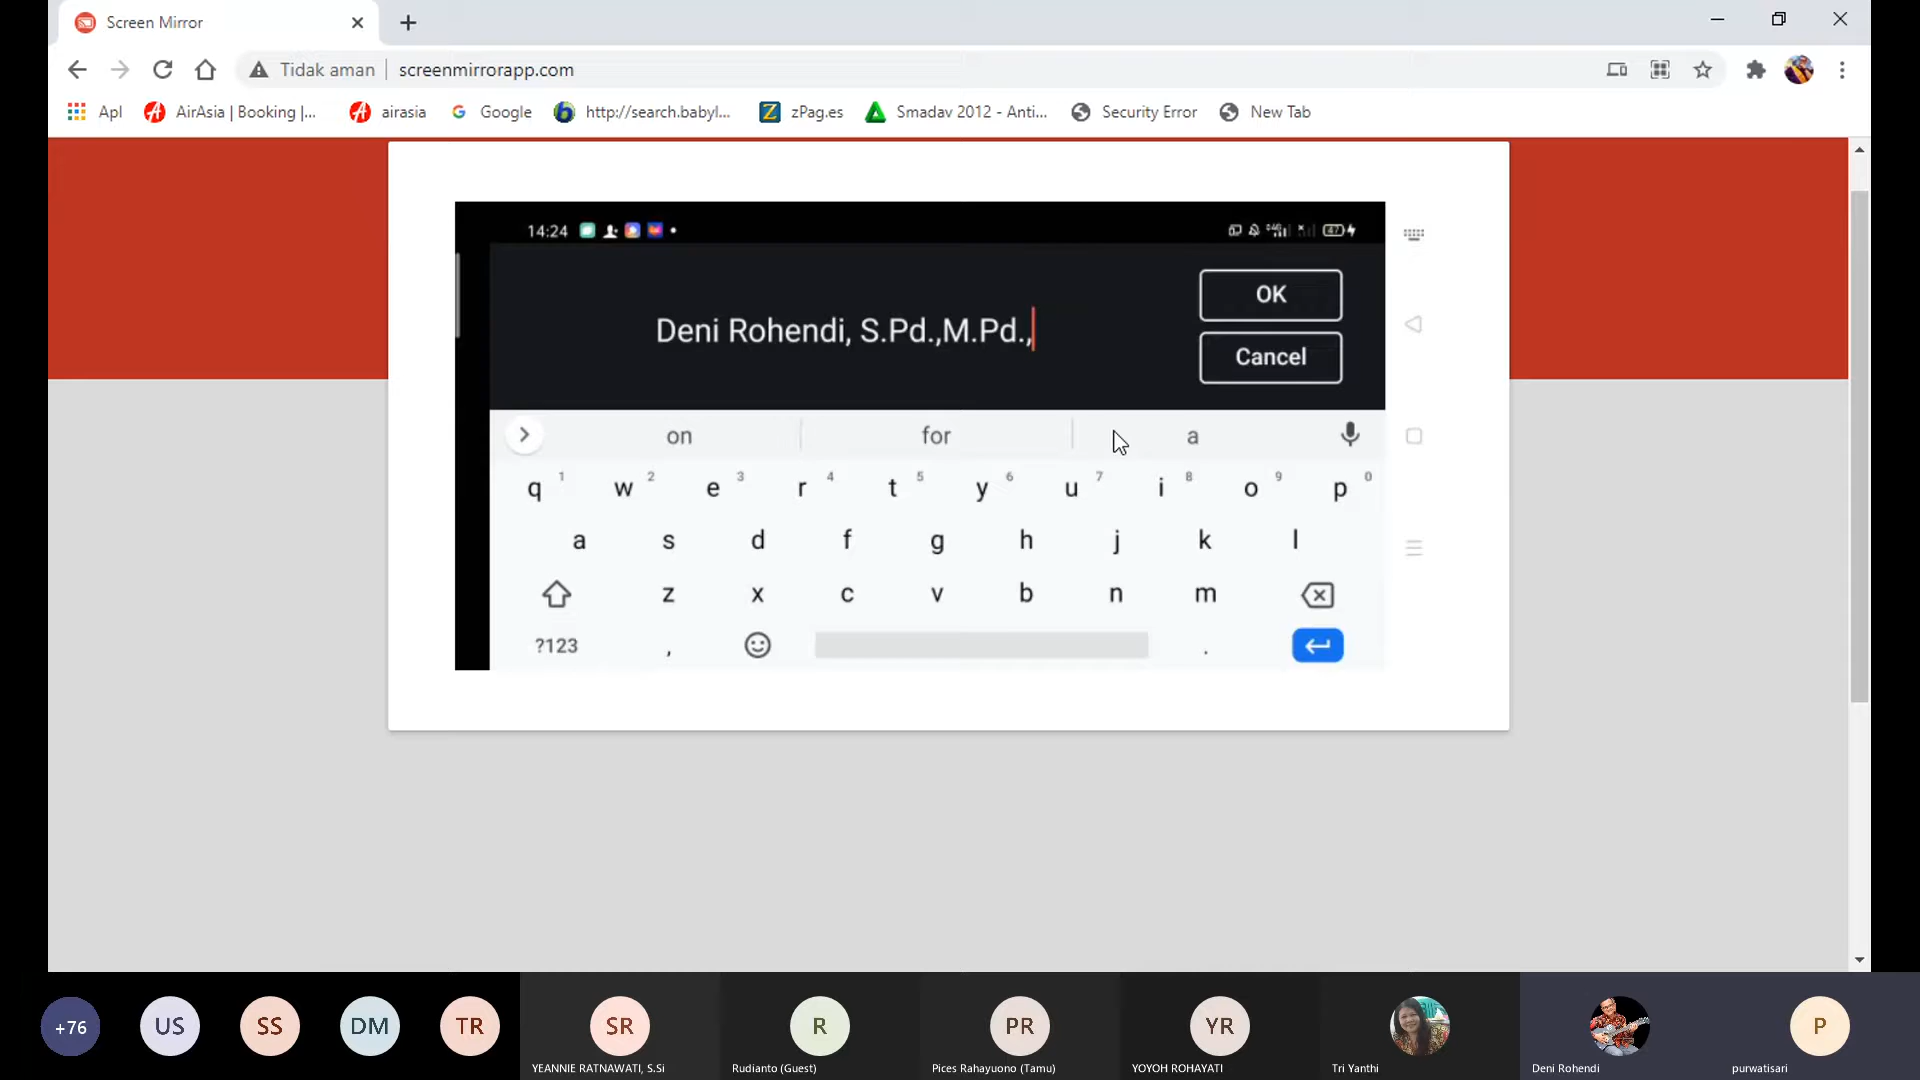 Screen Mirror
Tidak aman | screenmirrorapp.com
Apl AirAsia | Booking |... airasia Google http://search.babyl... zPag.es Smadav 2012 - Anti... Security Error New Tab
14:24 47
OK
Deni Rohendi, S.Pd.,M.Pd.,
Cancel
on for a
q 1 w 2 e 3 r 4 t 5 y 6 u 7 i 8 o 9 p 0
a s d f g h j k l
z x c v b n m
?123 , .
+76 US SS DM TR SR R PR YR P
YEANNIE RATNAWATI, S.Si Rudianto (Guest) Pices Rahayuono (Tamu) YOYOH ROHAYATI Tri Yanthi Deni Rohendi purwatisari